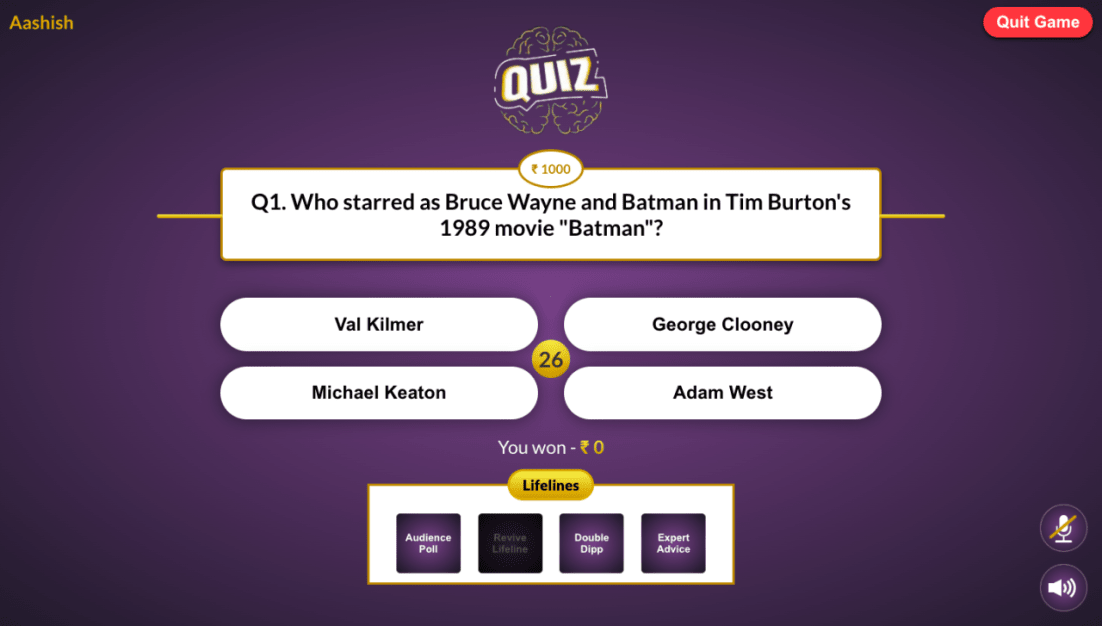 Aashish
Quit Game
QUIZ
₹ 1000
Q1. Who starred as Bruce Wayne and Batman in Tim Burton's
1989 movie "Batman"?
Val Kilmer
George Clooney
26
Michael Keaton
Adam West
You won - ₹ 0
Lifelines
Audience
Poll
Revive
Lifeline
Double
Dipp
Expert
Advice